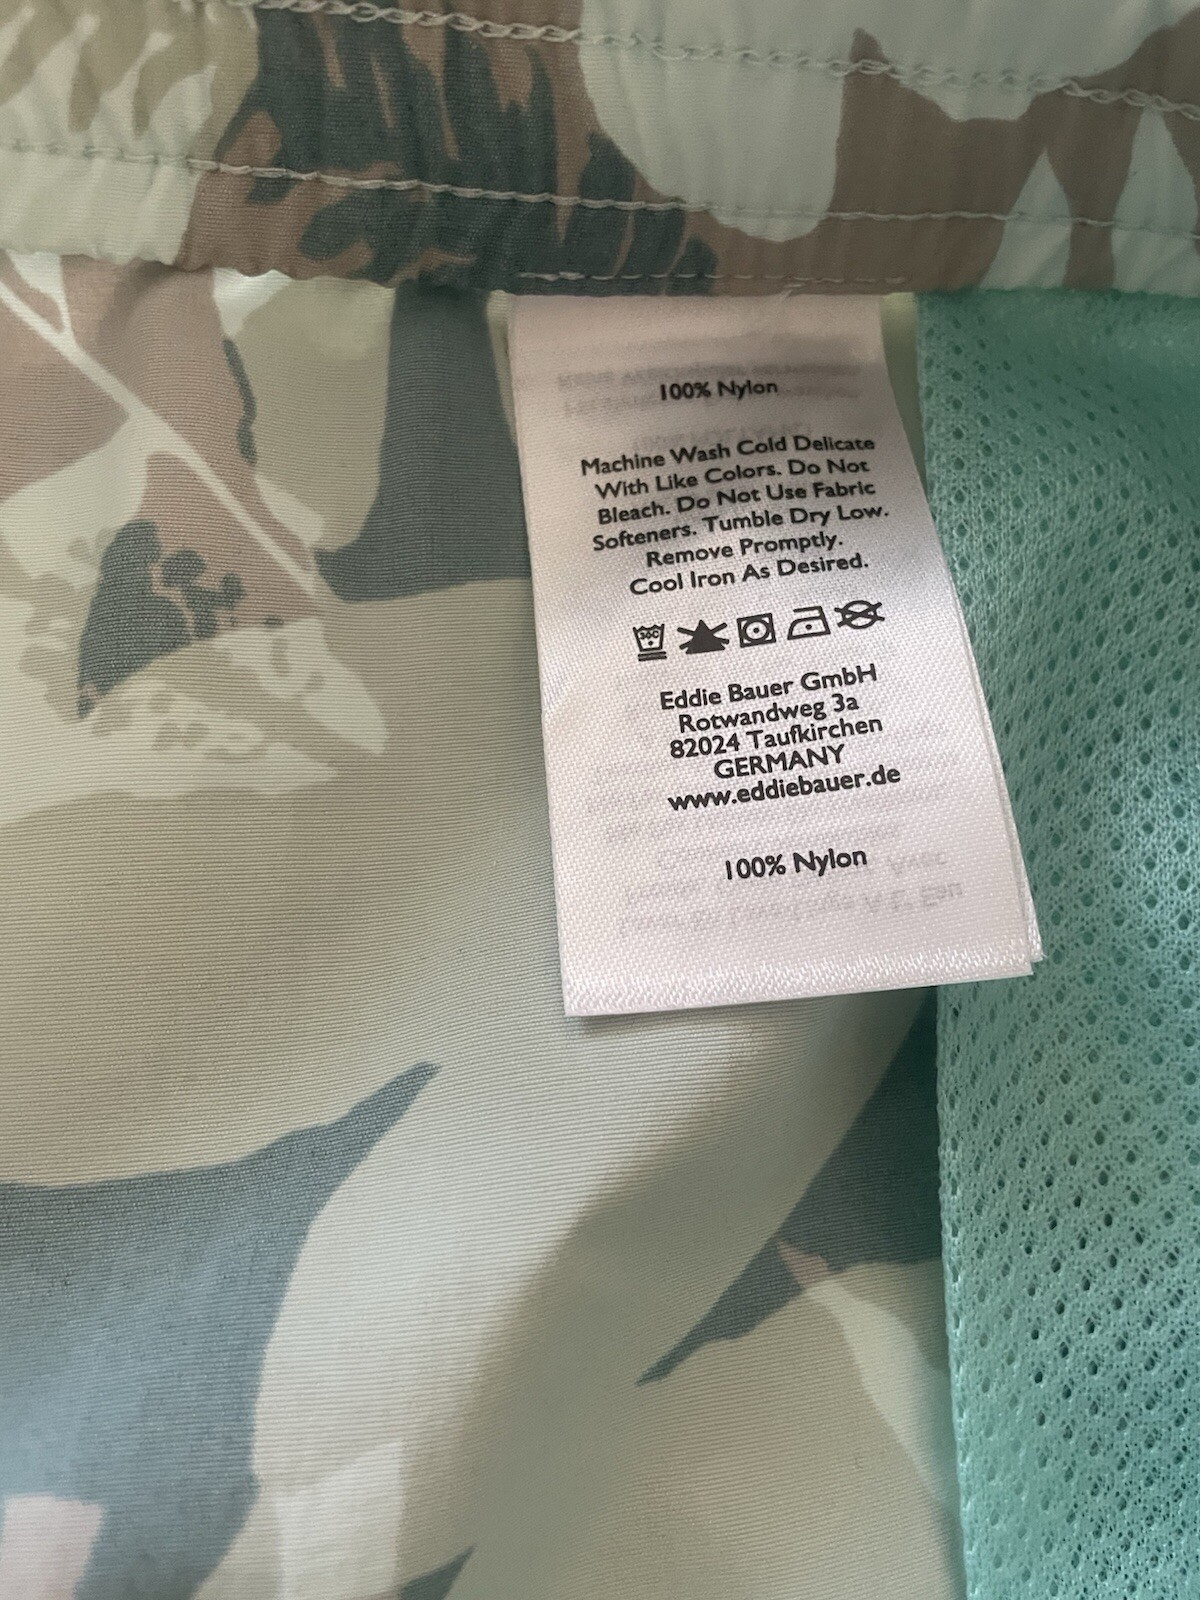 100% Nylon
Machine Wash Cold Delicate
With Like Colors. Do Not
Bleach. Do Not Use Fabric
Softeners. Tumble Dry Low.
Remove Promptly.
Cool Iron As Desired.
30C
Eddie Bauer GmbH
Rotwandweg 3a
82024 Taufkirchen
GERMANY
www.eddiebauer.de
100% Nylon